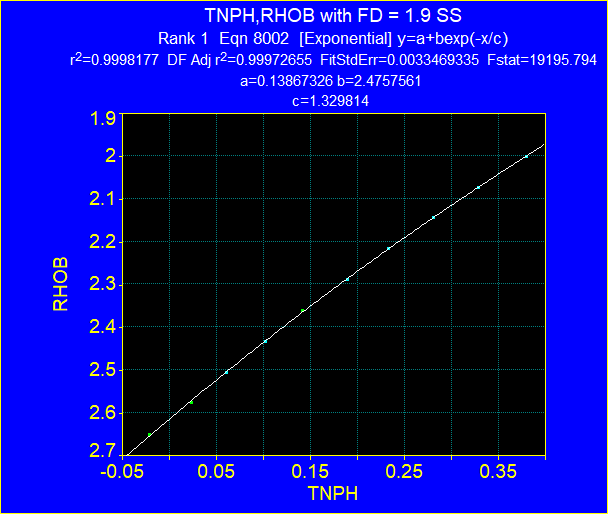 TNPH,RHOB with FD = 1.9 SS
Rank 1 Eqn 8002 [Exponential] y=a+bexp(-x/c)
r²=0.9998177 DF Adj r²=0.99972655 FitStdErr=0.0033469335 Fstat=19195.794
a=0.13867326 b=2.4757561
c=1.329814
1.9
2
2.1
2.2
2.3
2.4
2.5
2.6
2.7
RHOB
-0.05 0.05 0.15 0.25 0.35
TNPH